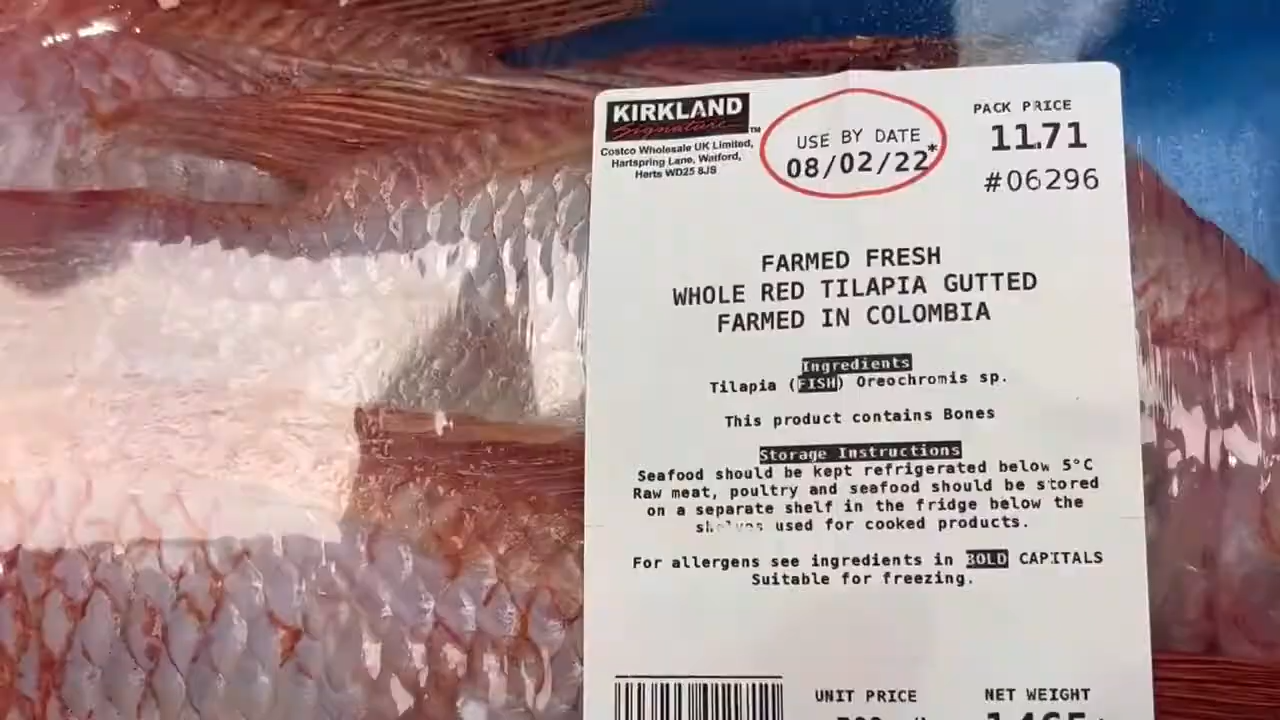 KIRKLAND
Signature™
Costco Wholesale UK Limited,
Hartspring Lane, Watford,
Herts WD25 8JS
USE BY DATE
08/02/22*
PACK PRICE
11.71
#06296
FARMED FRESH
WHOLE RED TILAPIA GUTTED
FARMED IN COLOMBIA
Ingredients
Tilapia (FISH) Oreochromis sp.
This product contains Bones
Storage Instructions
Seafood should be kept refrigerated below 5°C
Raw meat, poultry and seafood should be stored
on a separate shelf in the fridge below the
shelves used for cooked products.
For allergens see ingredients in BOLD CAPITALS
Suitable for freezing.
UNIT PRICE
NET WEIGHT